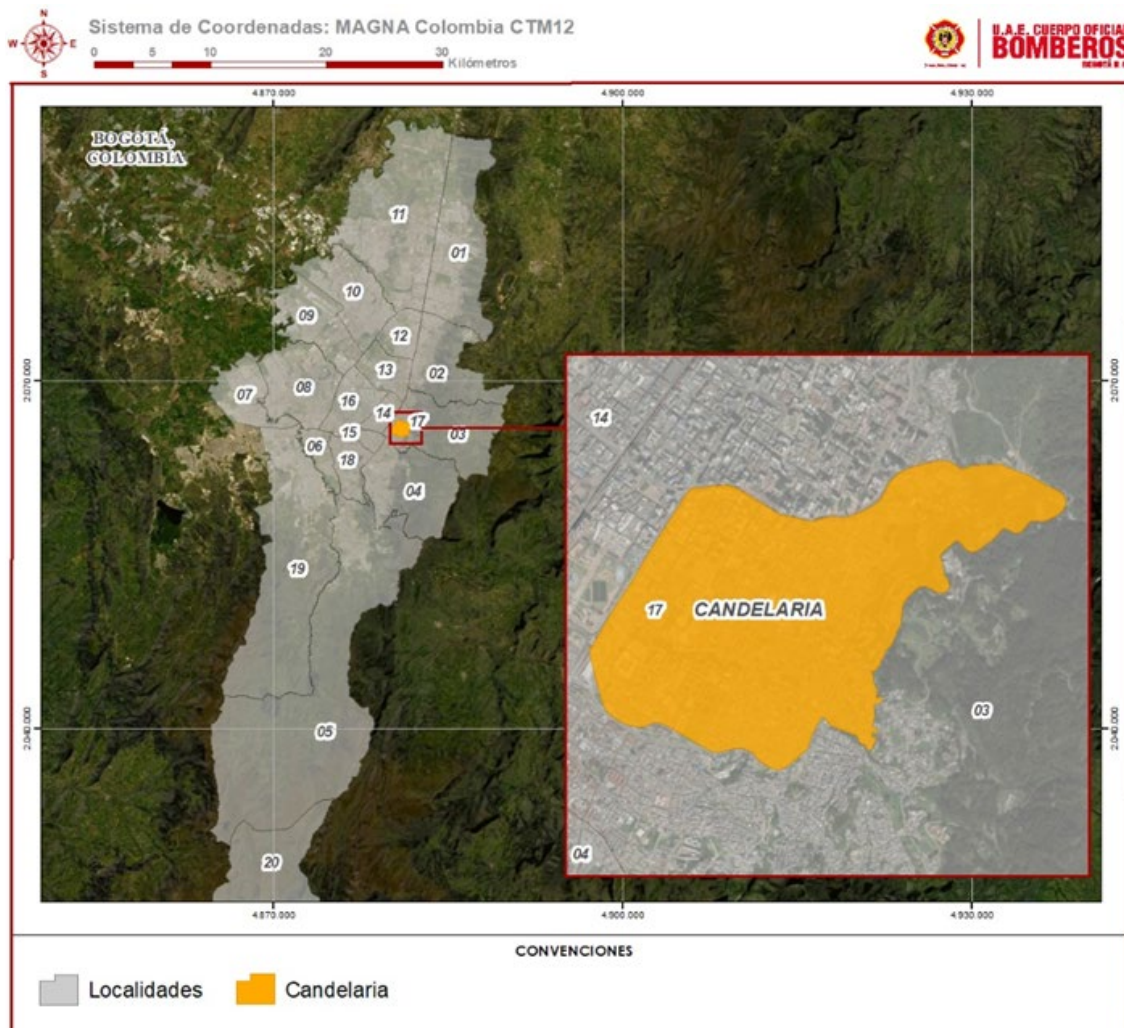 N
W E
S
Sistema de Coordenadas: MAGNA Colombia CTM12
0 5 10 20 30
Kilómetros
U.A.E. CUERPO OFICIAL
BOMBEROS
BOGOTÁ D.C.
4.870.000 4.900.000 4.930.000
BOGOTÁ,
COLOMBIA
11
01
10
09
12
13
02
2.070.000 2.070.000
07
08
16
14
17
15
03
06
18
04
19
05
20
14
17
CANDELARIA
03
04
2.040.000 2.040.000
4.870.000 4.900.000 4.930.000
CONVENCIONES
Localidades
Candelaria